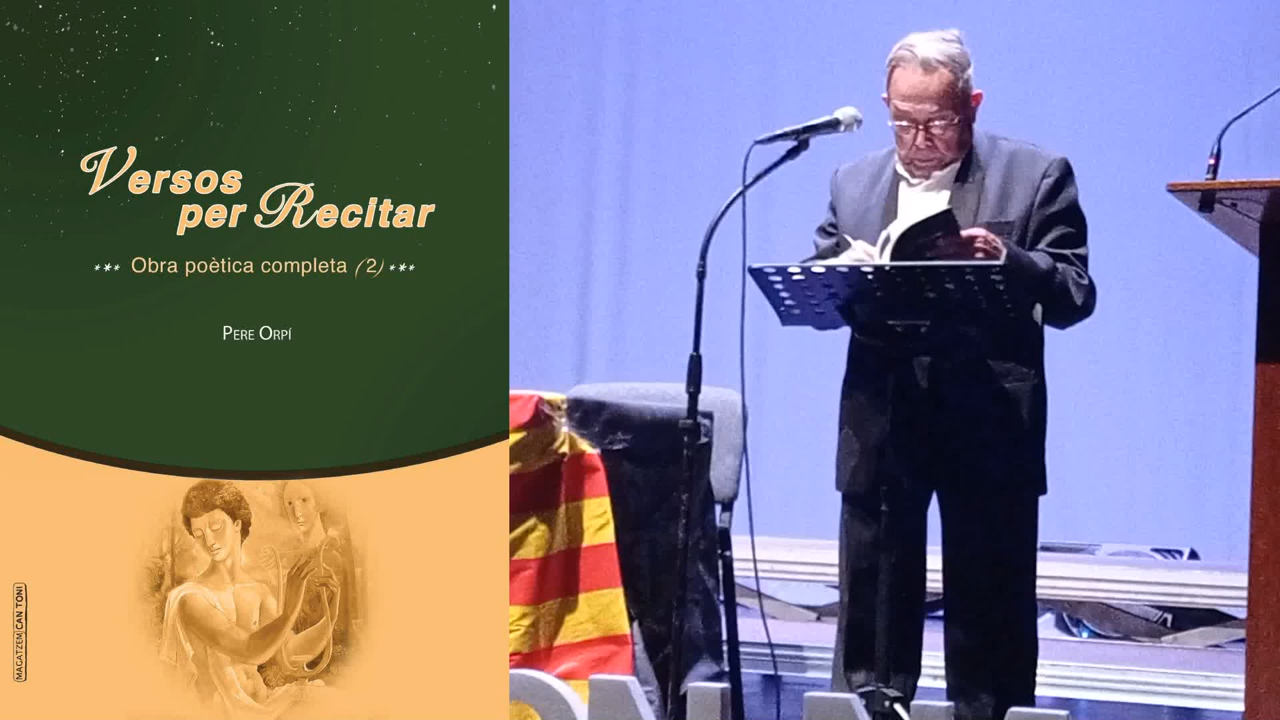 Versos
per Recitar
*** Obra poètica completa (2) ***
Pere Orpí
MAGATZEM CAN TONI